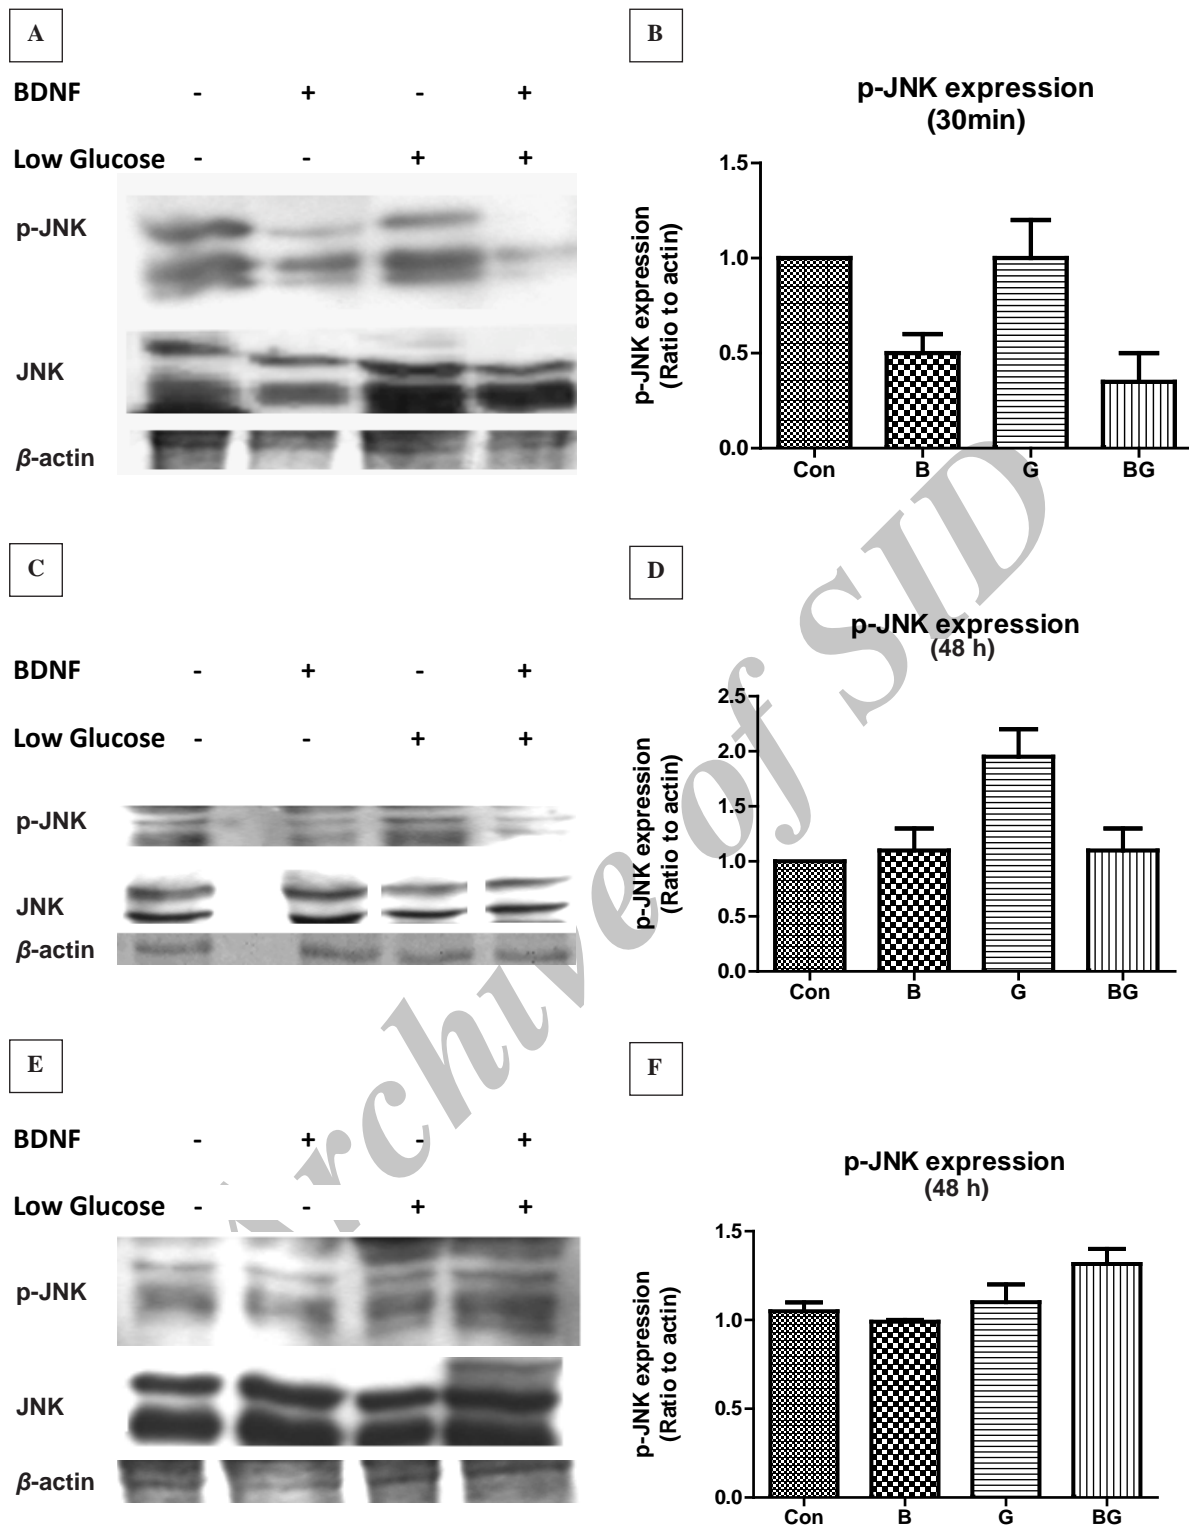 A
BDNF - + - +
Low Glucose - - + +
p-JNK
JNK
β-actin
B
p-JNK expression
(30min)
p-JNK expression
(Ratio to actin)
1.5
1.0
0.5
0.0
Con B G BG
C
BDNF - + - +
Low Glucose - - + +
p-JNK
JNK
β-actin
D
p-JNK expression
(48 h)
p-JNK expression
(Ratio to actin)
2.5
2.0
1.5
1.0
0.5
0.0
Con B G BG
E
BDNF - + - +
Low Glucose - - + +
p-JNK
JNK
β-actin
F
p-JNK expression
(48 h)
p-JNK expression
(Ratio to actin)
1.5
1.0
0.5
0.0
Con B G BG
Archive of SID